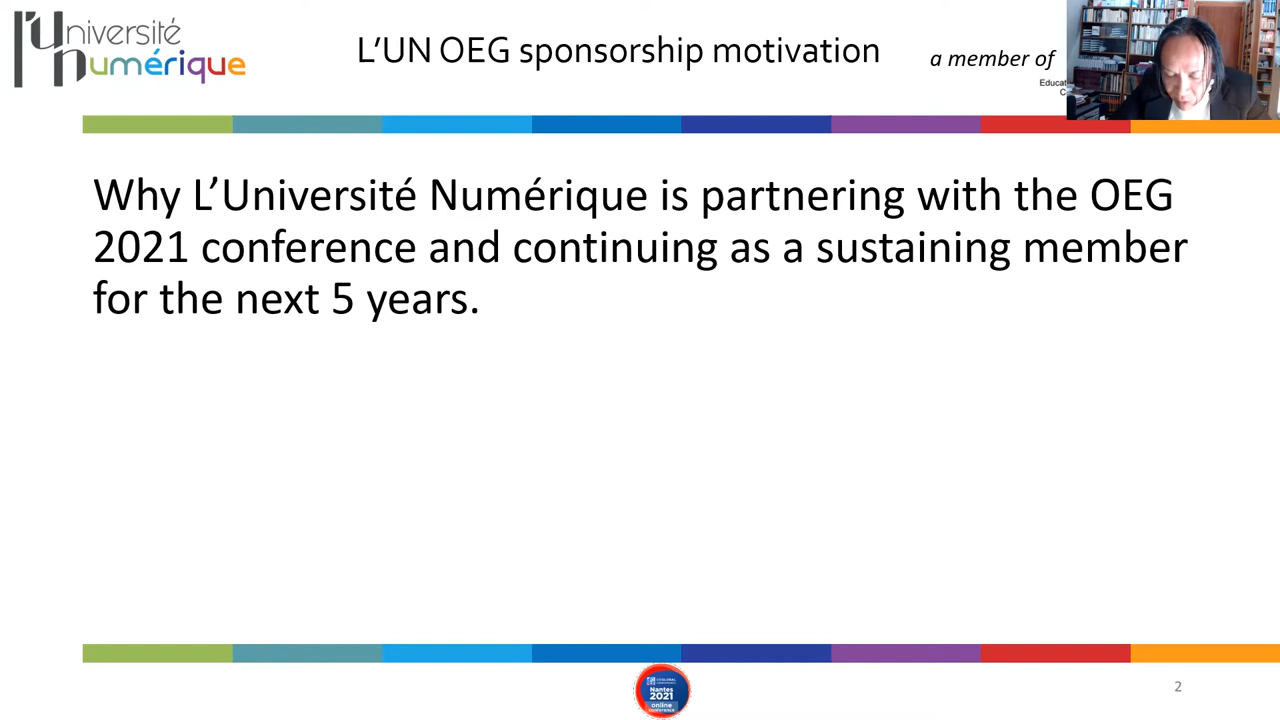 l'Université
numérique
L'UN OEG sponsorship motivation
a member of
Why L'Université Numérique is partnering with the OEG
2021 conference and continuing as a sustaining member
for the next 5 years.
Nantes
2021
online
conference
2